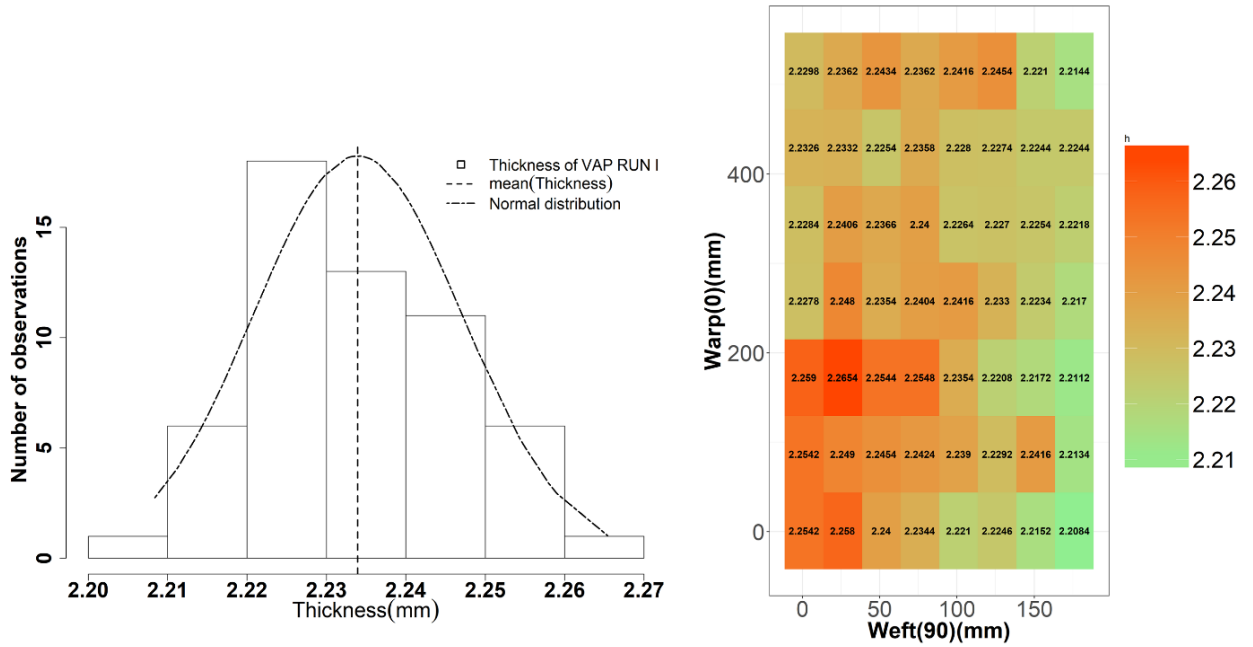 Number of observations
15
10
5
0
Thickness of VAP RUN I
mean(Thickness)
Normal distribution
2.20 2.21 2.22 2.23 2.24 2.25 2.26 2.27
Thickness(mm)
Warp(0)(mm)
400
200
0
2.2298 2.2362 2.2434 2.2362 2.2416 2.2454 2.221 2.2144
2.2326 2.2332 2.2254 2.2358 2.228 2.2274 2.2244 2.2244
2.2284 2.2406 2.2366 2.24 2.2264 2.227 2.2254 2.2218
2.2278 2.248 2.2354 2.2404 2.2416 2.233 2.2234 2.217
2.259 2.2654 2.2544 2.2548 2.2354 2.2208 2.2172 2.2112
2.2542 2.249 2.2454 2.2424 2.239 2.2292 2.2416 2.2134
2.2542 2.258 2.24 2.2344 2.221 2.2246 2.2152 2.2084
0 50 100 150
Weft(90)(mm)
h
2.26
2.25
2.24
2.23
2.22
2.21